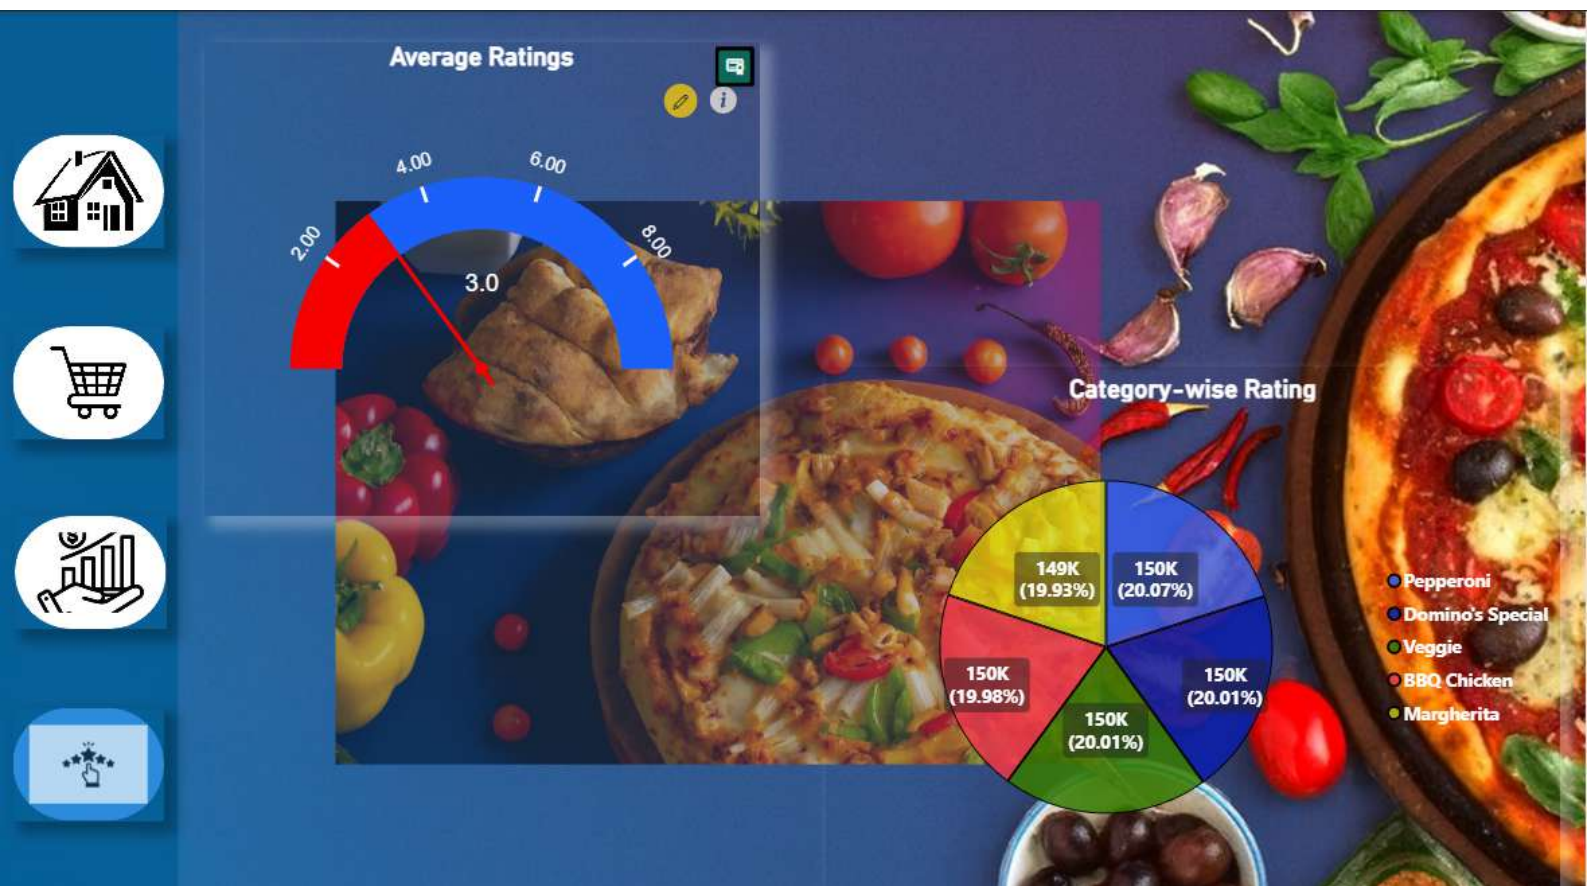 Average Ratings
i
2.00
4.00
6.00
8.00
3.0
Category-wise Rating
149K
(19.93%)
150K
(20.07%)
150K
(19.98%)
150K
(20.01%)
150K
(20.01%)
Pepperoni
Domino's Special
Veggie
BBQ Chicken
Margherita